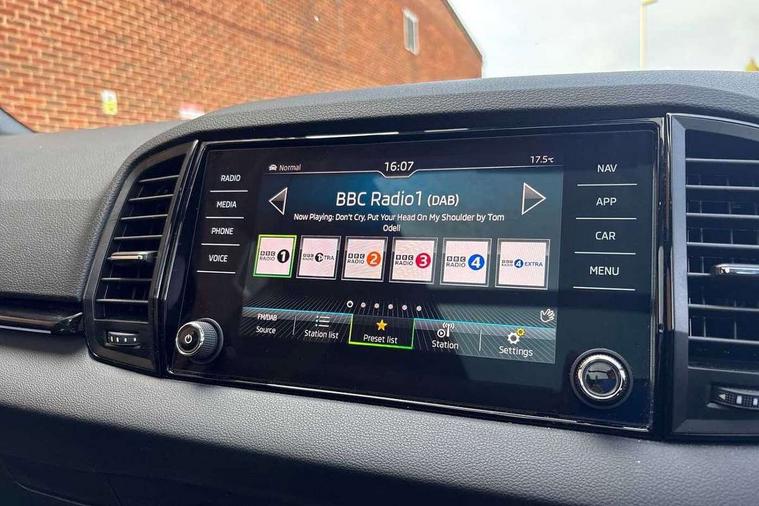 Normal
16:07
17.5°C
BBC Radio1 (DAB)
Now Playing: Don't Cry, Put Your Head On My Shoulder by Tom
Odell
BBC RADIO 1
BBC 1XTRA
BBC RADIO 2
BBC RADIO 3
BBC RADIO 4
BBC RADIO 4 EXTRA
FM/DAB
Source
Station list
Preset list
Station
Settings
RADIO
MEDIA
PHONE
VOICE
NAV
APP
CAR
MENU